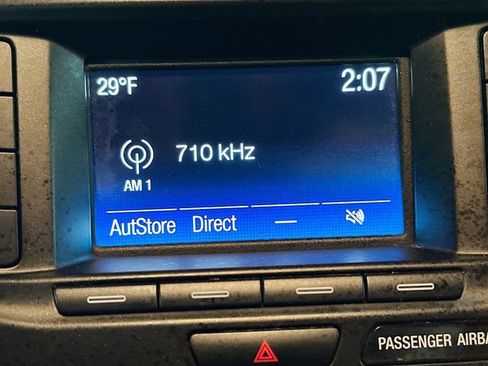 29°F 2:07
710 kHz
AM 1
AutStore Direct —
PASSENGER AIRBA